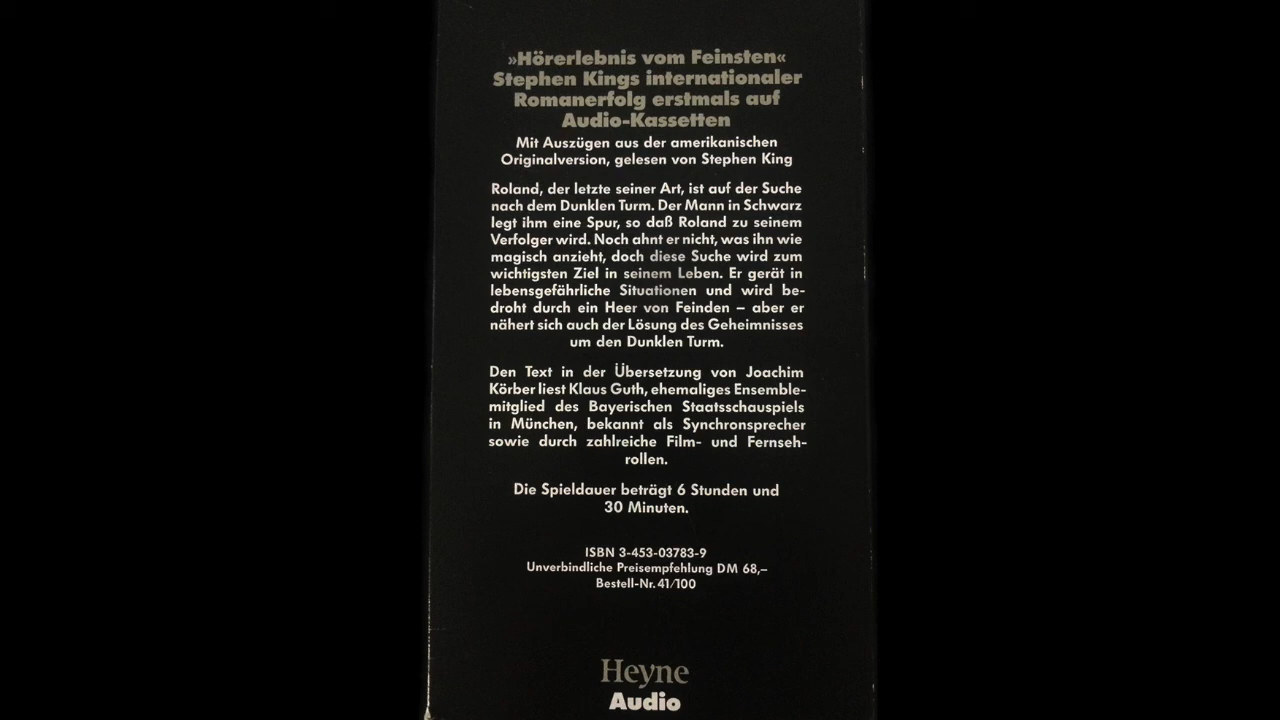 »Hörerlebnis vom Feinsten«
Stephen Kings internationaler
Romanerfolg erstmals auf
Audio-Kassetten
Mit Auszügen aus der amerikanischen
Originalversion, gelesen von Stephen King
Roland, der letzte seiner Art, ist auf der Suche
nach dem Dunklen Turm. Der Mann in Schwarz
legt ihm eine Spur, so daß Roland zu seinem
Verfolger wird. Noch ahnt er nicht, was ihn wie
magisch anzieht, doch diese Suche wird zum
wichtigsten Ziel in seinem Leben. Er gerät in
lebensgefährliche Situationen und wird be-
droht durch ein Heer von Feinden – aber er
nähert sich auch der Lösung des Geheimnisses
um den Dunklen Turm.
Den Text in der Übersetzung von Joachim
Körber liest Klaus Guth, ehemaliges Ensemble-
mitglied des Bayerischen Staatsschauspiels
in München, bekannt als Synchronsprecher
sowie durch zahlreiche Film- und Fernseh-
rollen.
Die Spieldauer beträgt 6 Stunden und
30 Minuten.
ISBN 3-453-03783-9
Unverbindliche Preisempfehlung DM 68,–
Bestell-Nr. 41/100
Heyne
Audio